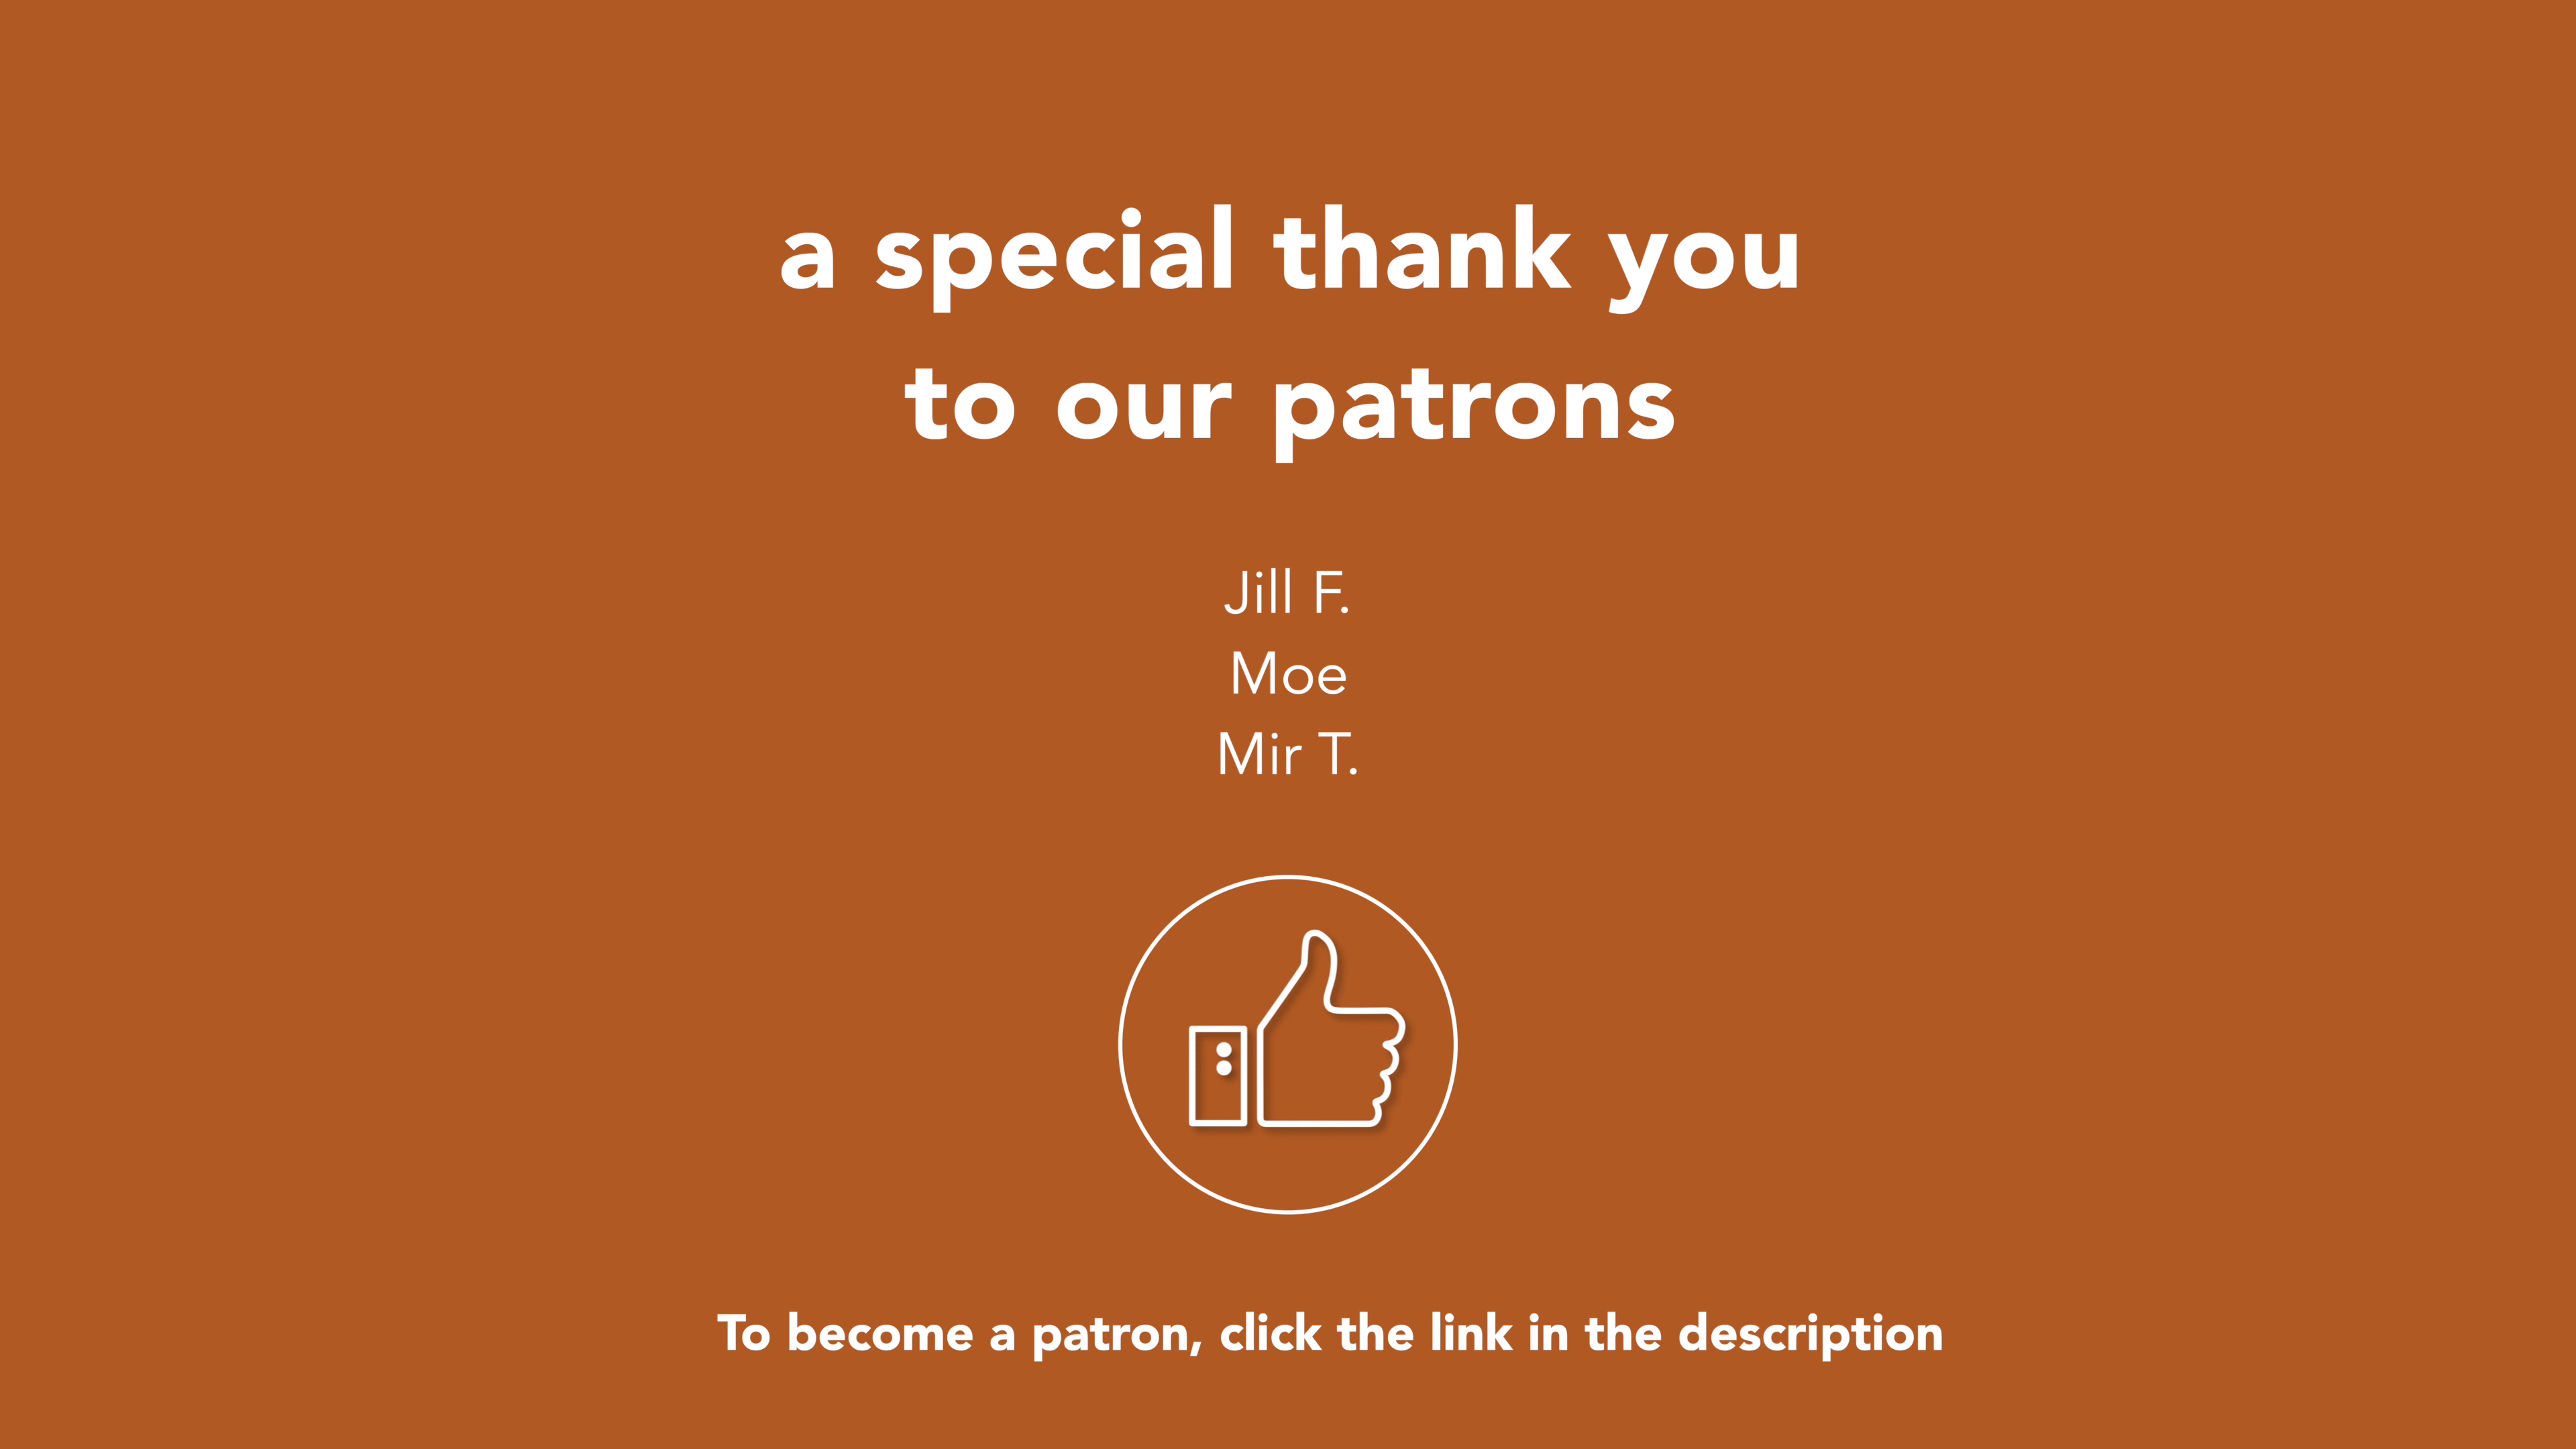 a special thank you
to our patrons
Jill F.
Moe
Mir T.
To become a patron, click the link in the description